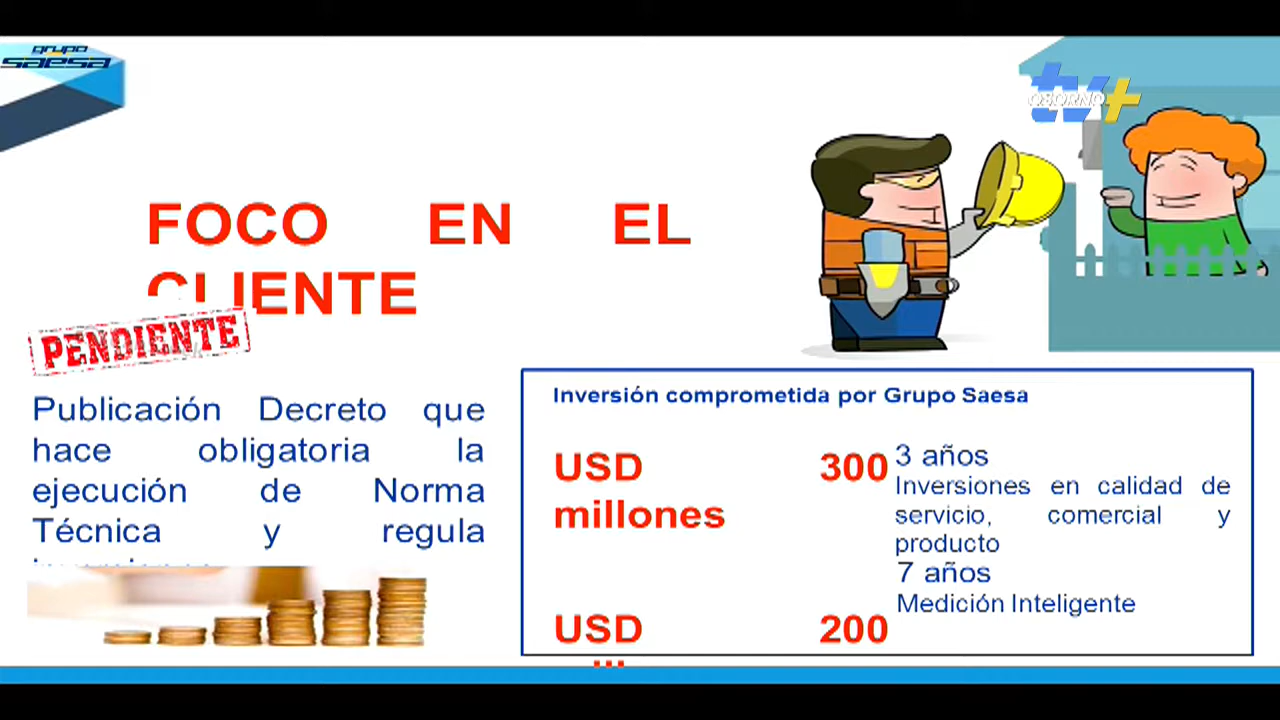 grupo
saesa
OSORNO
tv+
FOCO EN EL
CLIENTE
PENDIENTE
Publicación Decreto que
hace obligatoria la
ejecución de Norma
Técnica y regula
Inversión comprometida por Grupo Saesa
USD 300
millones
3 años
Inversiones en calidad de
servicio, comercial y
producto
7 años
Medición Inteligente
USD 200